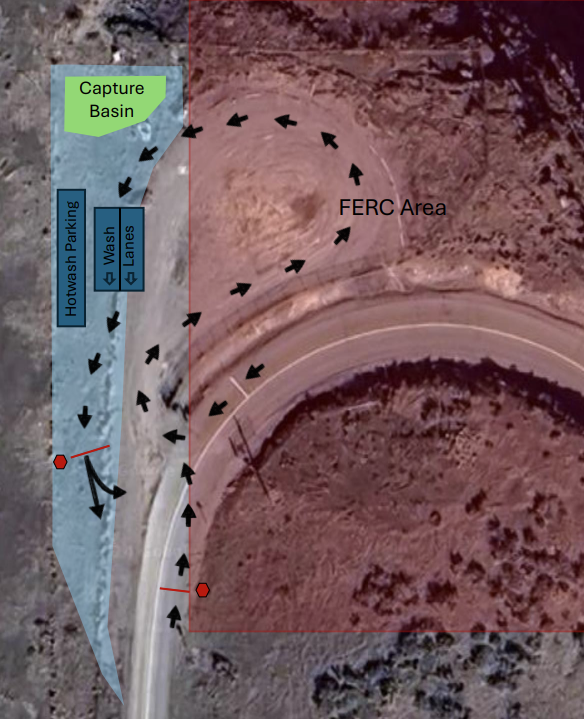 Capture
Basin
FERC Area
Hotwash Parking
Wash
Lanes